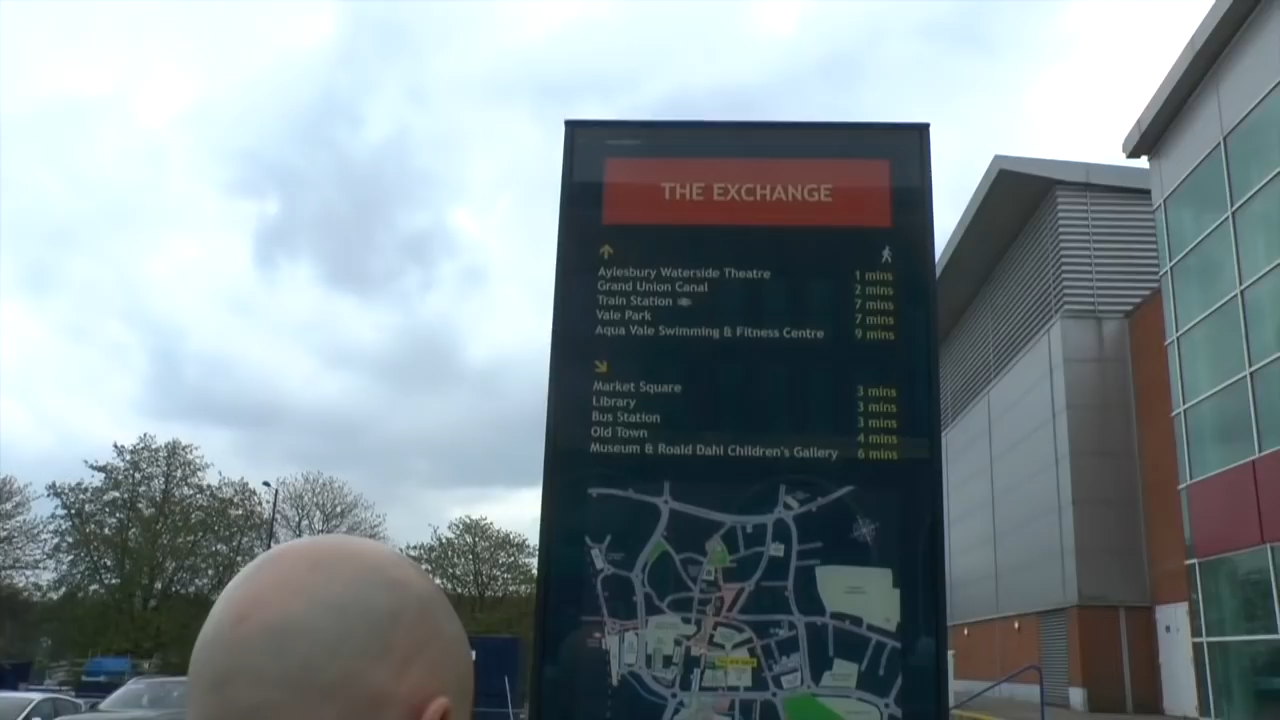 THE EXCHANGE
Aylesbury Waterside Theatre 1 mins
Grand Union Canal 2 mins
Train Station 7 mins
Vale Park 7 mins
Aqua Vale Swimming & Fitness Centre 9 mins
Market Square 3 mins
Library 3 mins
Bus Station 3 mins
Old Town 4 mins
Museum & Roald Dahl Children's Gallery 6 mins